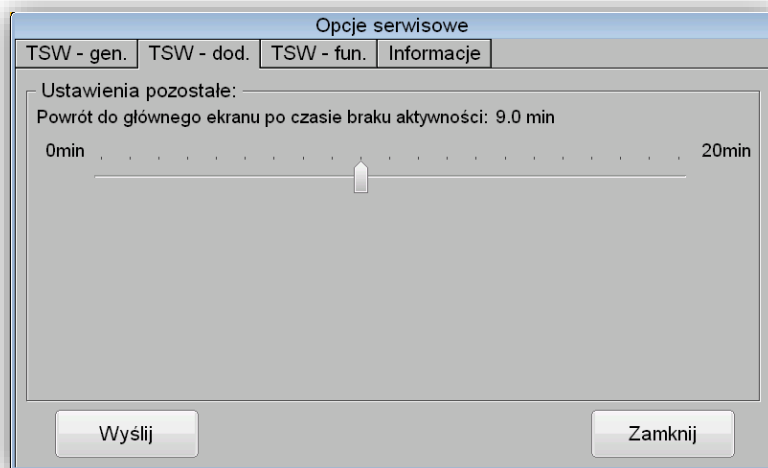 Opcje serwisowe
TSW - gen. TSW - dod. TSW - fun. Informacje
Ustawienia pozostałe:
Powrót do głównego ekranu po czasie braku aktywności: 9.0 min
0min 20min
Wyślij Zamknij